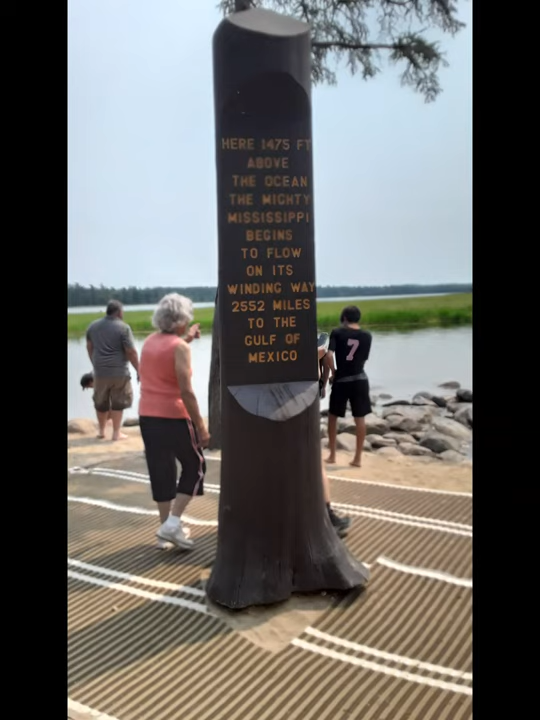 HERE 1475 FT
ABOVE
THE OCEAN
THE MIGHTY
MISSISSIPPI
BEGINS
TO FLOW
ON ITS
WINDING WAY
2552 MILES
TO THE
GULF OF
MEXICO
7